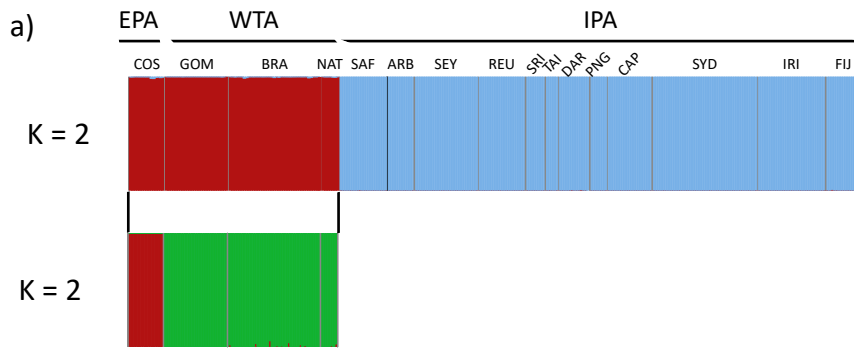 a)
EPA WTA IPA
COS GOM BRA NAT SAF ARB SEY REU SRI TAI DAR PNG CAP SYD IRI FIJ
K = 2
K = 2